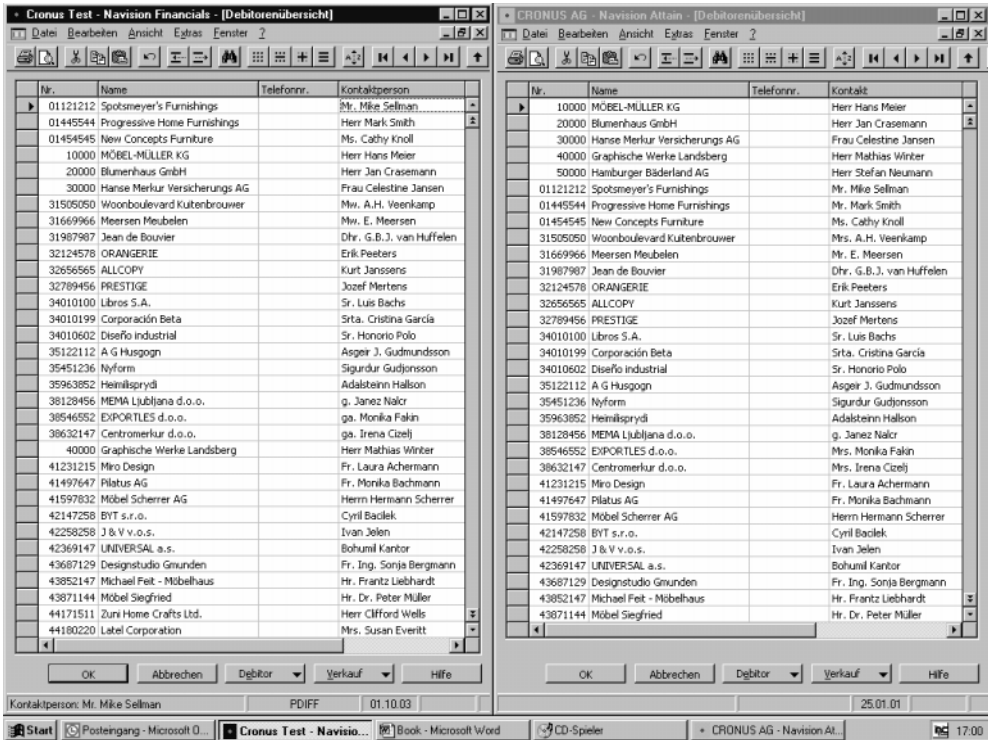 Cronus Test - Navision Financials - [Debitorenübersicht]
Datei Bearbeiten Ansicht Extras Fenster ?
Nr. Name Telefonnr. Kontaktperson
01121212 Spotsmeyer's Furnishings Mr. Mike Sellman
01445544 Progressive Home Furnishings Herr Mark Smith
01454545 New Concepts Furniture Ms. Cathy Knoll
10000 MÖBEL-MÜLLER KG Herr Hans Meier
20000 Blumenhaus GmbH Herr Jan Crasemann
30000 Hanse Merkur Versicherungs AG Frau Celestine Jansen
31505050 Woonboulevard Kuitenbrouwer Mw. A.H. Veenkamp
31669966 Meersen Meubelen Mw. E. Meersen
31987987 Jean de Bouvier Dhr. G.B.J. van Huffelen
32124578 ORANGERIE Erik Peeters
32656565 ALLCOPY Kurt Janssens
32789456 PRESTIGE Jozef Mertens
34010100 Libros S.A. Sr. Luis Bachs
34010199 Corporación Beta Srta. Cristina García
34010602 Diseño industrial Sr. Honorio Polo
35122112 A G Husgogn Asgeir J. Gudmundsson
35451236 Nyform Sigurdur Gudjonsson
35963852 Heimilisprydi Adalsteinn Hallson
38128456 MEMA Ljubljana d.o.o. g. Janez Nalcr
38546552 EXPORTLES d.o.o. ga. Monika Fakin
38632147 Centromerkur d.o.o. ga. Irena Cizelj
40000 Graphische Werke Landsberg Herr Mathias Winter
41231215 Miro Design Fr. Laura Achermann
41497647 Pilatus AG Fr. Monika Bachmann
41597832 Möbel Scherrer AG Herrn Hermann Scherrer
42147258 BYT s.r.o. Cyril Bacilek
42258258 J & V v.o.s. Ivan Jelen
42369147 UNIVERSAL a.s. Bohumil Kantor
43687129 Designstudio Gmunden Fr. Ing. Sonja Bergmann
43852147 Michael Feit - Möbelhaus Hr. Frantz Liebhardt
43871144 Möbel Siegfried Hr. Dr. Peter Müller
44171511 Zuni Home Crafts Ltd. Herr Clifford Wells
44180220 Latel Corporation Mrs. Susan Everitt
OK Abbrechen Debitor Verkauf Hilfe
Kontaktperson: Mr. Mike Sellman PDIFF 01.10.03
CRONUS AG - Navision Attain - [Debitorenübersicht]
Datei Bearbeiten Ansicht Extras Fenster ?
Nr. Name Telefonnr. Kontakt
10000 MÖBEL-MÜLLER KG Herr Hans Meier
20000 Blumenhaus GmbH Herr Jan Crasemann
30000 Hanse Merkur Versicherungs AG Frau Celestine Jansen
40000 Graphische Werke Landsberg Herr Mathias Winter
50000 Hamburger Bäderland AG Herr Stefan Neumann
01121212 Spotsmeyer's Furnishings Mr. Mike Sellman
01445544 Progressive Home Furnishings Mr. Mark Smith
01454545 New Concepts Furniture Ms. Cathy Knoll
31505050 Woonboulevard Kuitenbrouwer Mrs. A.H. Veenkamp
31669966 Meersen Meubelen Mr. E. Meersen
31987987 Jean de Bouvier Dhr. G.B.J. van Huffelen
32124578 ORANGERIE Erik Peeters
32656565 ALLCOPY Kurt Janssens
32789456 PRESTIGE Jozef Mertens
34010100 Libros S.A. Sr. Luis Bachs
34010199 Corporación Beta Srta. Cristina García
34010602 Diseño industrial Sr. Honorio Polo
35122112 A G Husgogn Asgeir J. Gudmundsson
35451236 Nyform Sigurdur Gudjonsson
35963852 Heimilisprydi Adalsteinn Hallson
38128456 MEMA Ljubljana d.o.o. g. Janez Nalcr
38546552 EXPORTLES d.o.o. Mrs. Monika Fakin
38632147 Centromerkur d.o.o. Mrs. Irena Cizelj
41231215 Miro Design Fr. Laura Achermann
41497647 Pilatus AG Fr. Monika Bachmann
41597832 Möbel Scherrer AG Herrn Hermann Scherrer
42147258 BYT s.r.o. Cyril Bacilek
42258258 J & V v.o.s. Ivan Jelen
42369147 UNIVERSAL a.s. Bohumil Kantor
43687129 Designstudio Gmunden Fr. Ing. Sonja Bergmann
43852147 Michael Feit - Möbelhaus Hr. Frantz Liebhardt
43871144 Möbel Siegfried Hr. Dr. Peter Müller
OK Abbrechen Debitor Verkauf Hilfe
25.01.01
Start Posteingang - Microsoft O... Cronus Test - Navisio... Book - Microsoft Word CD-Spieler CRONUS AG - Navision At... 17:00